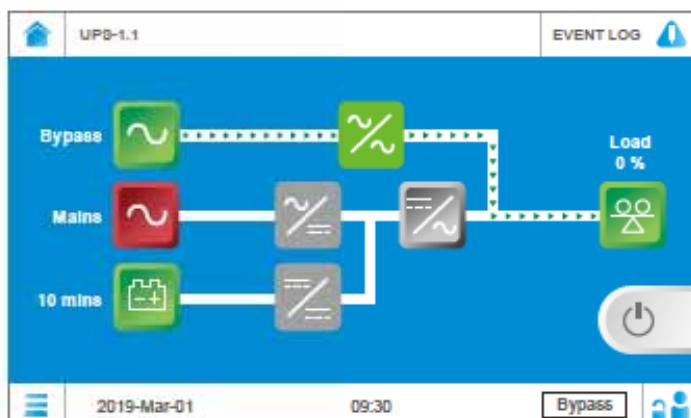 UPS-1.1
EVENT LOG
Bypass
Load
0 %
Mains
10 mins
2019-Mar-01
09:30
Bypass